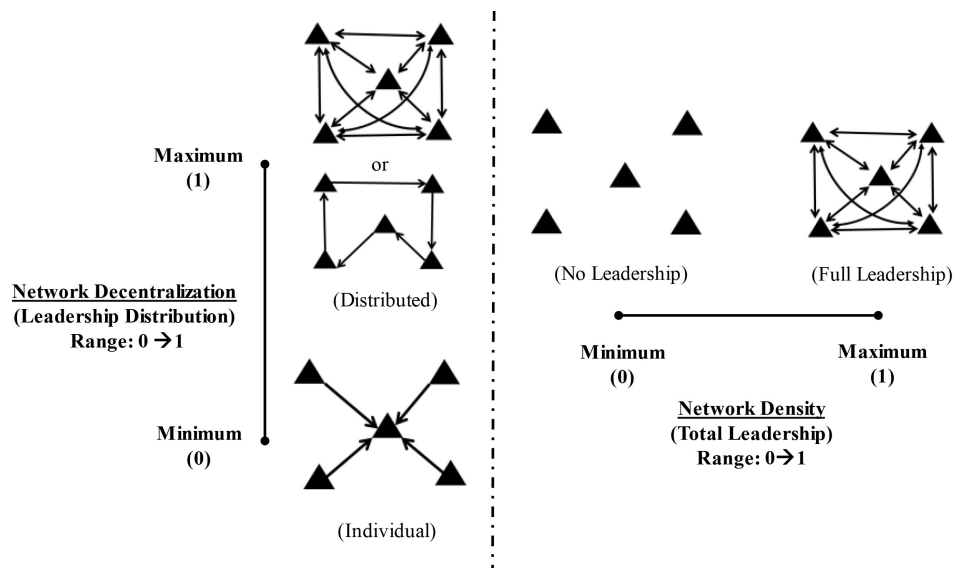 Maximum
(1)
or
(Distributed)
Network Decentralization
(Leadership Distribution)
Range: 0 → 1
Minimum
(0)
(Individual)
(No Leadership)
(Full Leadership)
Minimum
(0)
Maximum
(1)
Network Density
(Total Leadership)
Range: 0→1